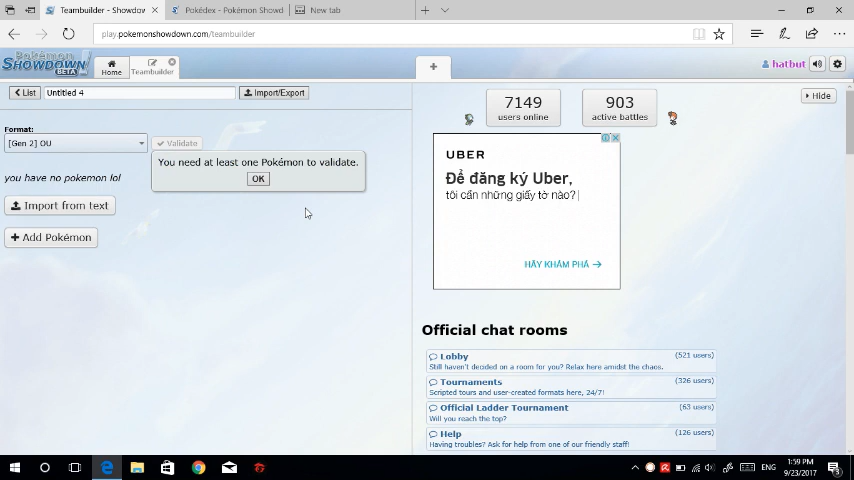 Teambuilder - Showdow
Pokédex - Pokémon Showd
New tab
play.pokemonshowdown.com/teambuilder
Pokémon
SHOWDOWN!
BETA
Home
Teambuilder
hatbut
List
Untitled 4
Import/Export
7149
users online
903
active battles
Hide
Format:
[Gen 2] OU
Validate
You need at least one Pokémon to validate.
OK
you have no pokemon lol
Import from text
Add Pokémon
UBER
Để đăng ký Uber,
tôi cần những giấy tờ nào?
HÃY KHÁM PHÁ
Official chat rooms
Lobby
(521 users)
Still haven't decided on a room for you? Relax here amidst the chaos.
Tournaments
(326 users)
Scripted tours and user-created formats here, 24/7!
Official Ladder Tournament
(63 users)
Will you reach the top?
Help
(126 users)
Having troubles? Ask for help from one of our friendly staff!
ENG
1:59 PM
9/23/2017
3